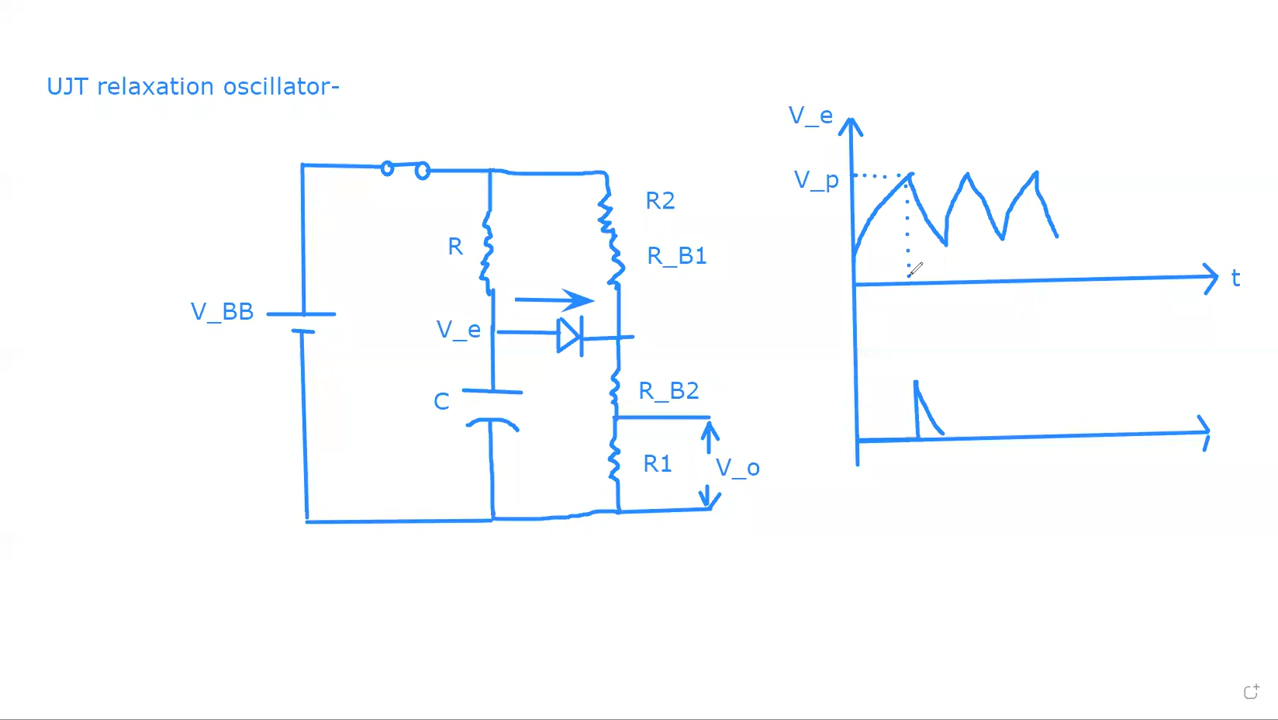 UJT relaxation oscillator-
V_e
V_p
R2
R
R_B1
t
V_BB
V_e
R_B2
C
R1
V_o